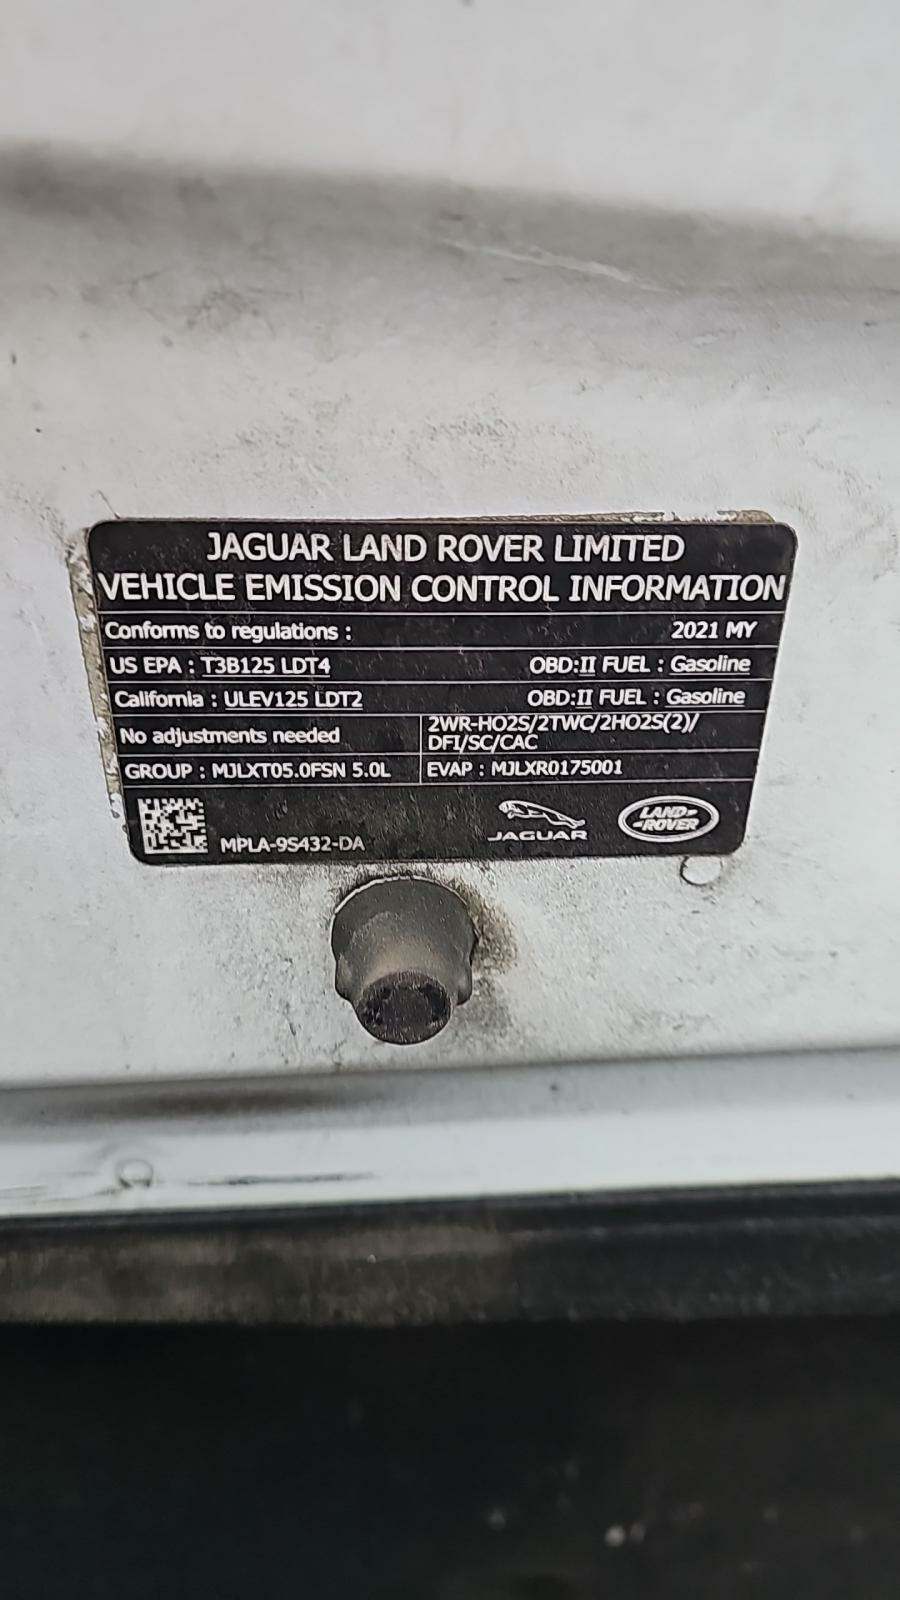 JAGUAR LAND ROVER LIMITED
VEHICLE EMISSION CONTROL INFORMATION
Conforms to regulations : 2021 MY
US EPA : T3B125 LDT4 OBD:II FUEL : Gasoline
California : ULEV125 LDT2 OBD:II FUEL : Gasoline
No adjustments needed
2WR-HO2S/2TWC/2HO2S(2)/
DFI/SC/CAC
GROUP : MJLXT05.0FSN 5.0L EVAP : MJLXR0175001
MPLA-9S432-DA
JAGUAR
LAND-
-ROVER